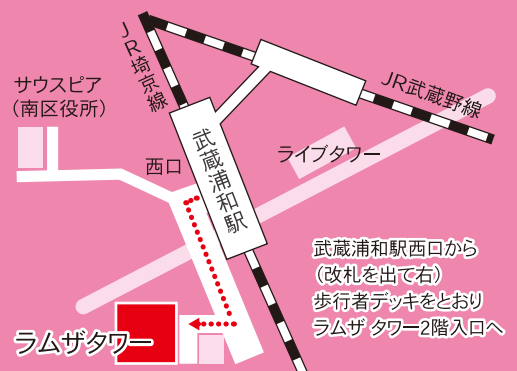 JR埼京線
サウスピア
（南区役所）
JR武蔵野線
武蔵浦和駅
西口
ライブタワー
武蔵浦和駅西口から
（改札を出て右）
歩行者デッキをとおり
ラムザ タワー2階入口へ
ラムザタワー